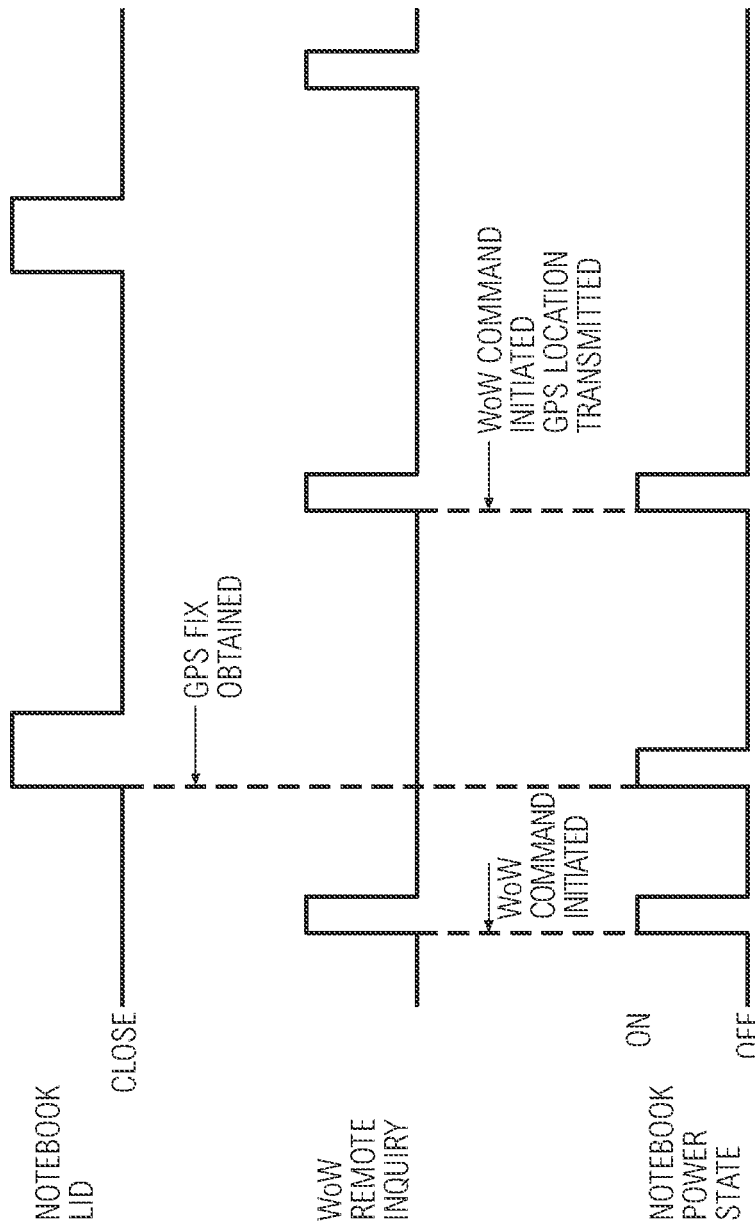 NOTEBOOK
LID
CLOSE
GPS FIX
OBTAINED
WoW
REMOTE
INQUIRY
WoW
COMMAND
INITIATED
WoW COMMAND
INITIATED
GPS LOCATION
TRANSMITTED
NOTEBOOK
POWER
STATE
ON
OFF